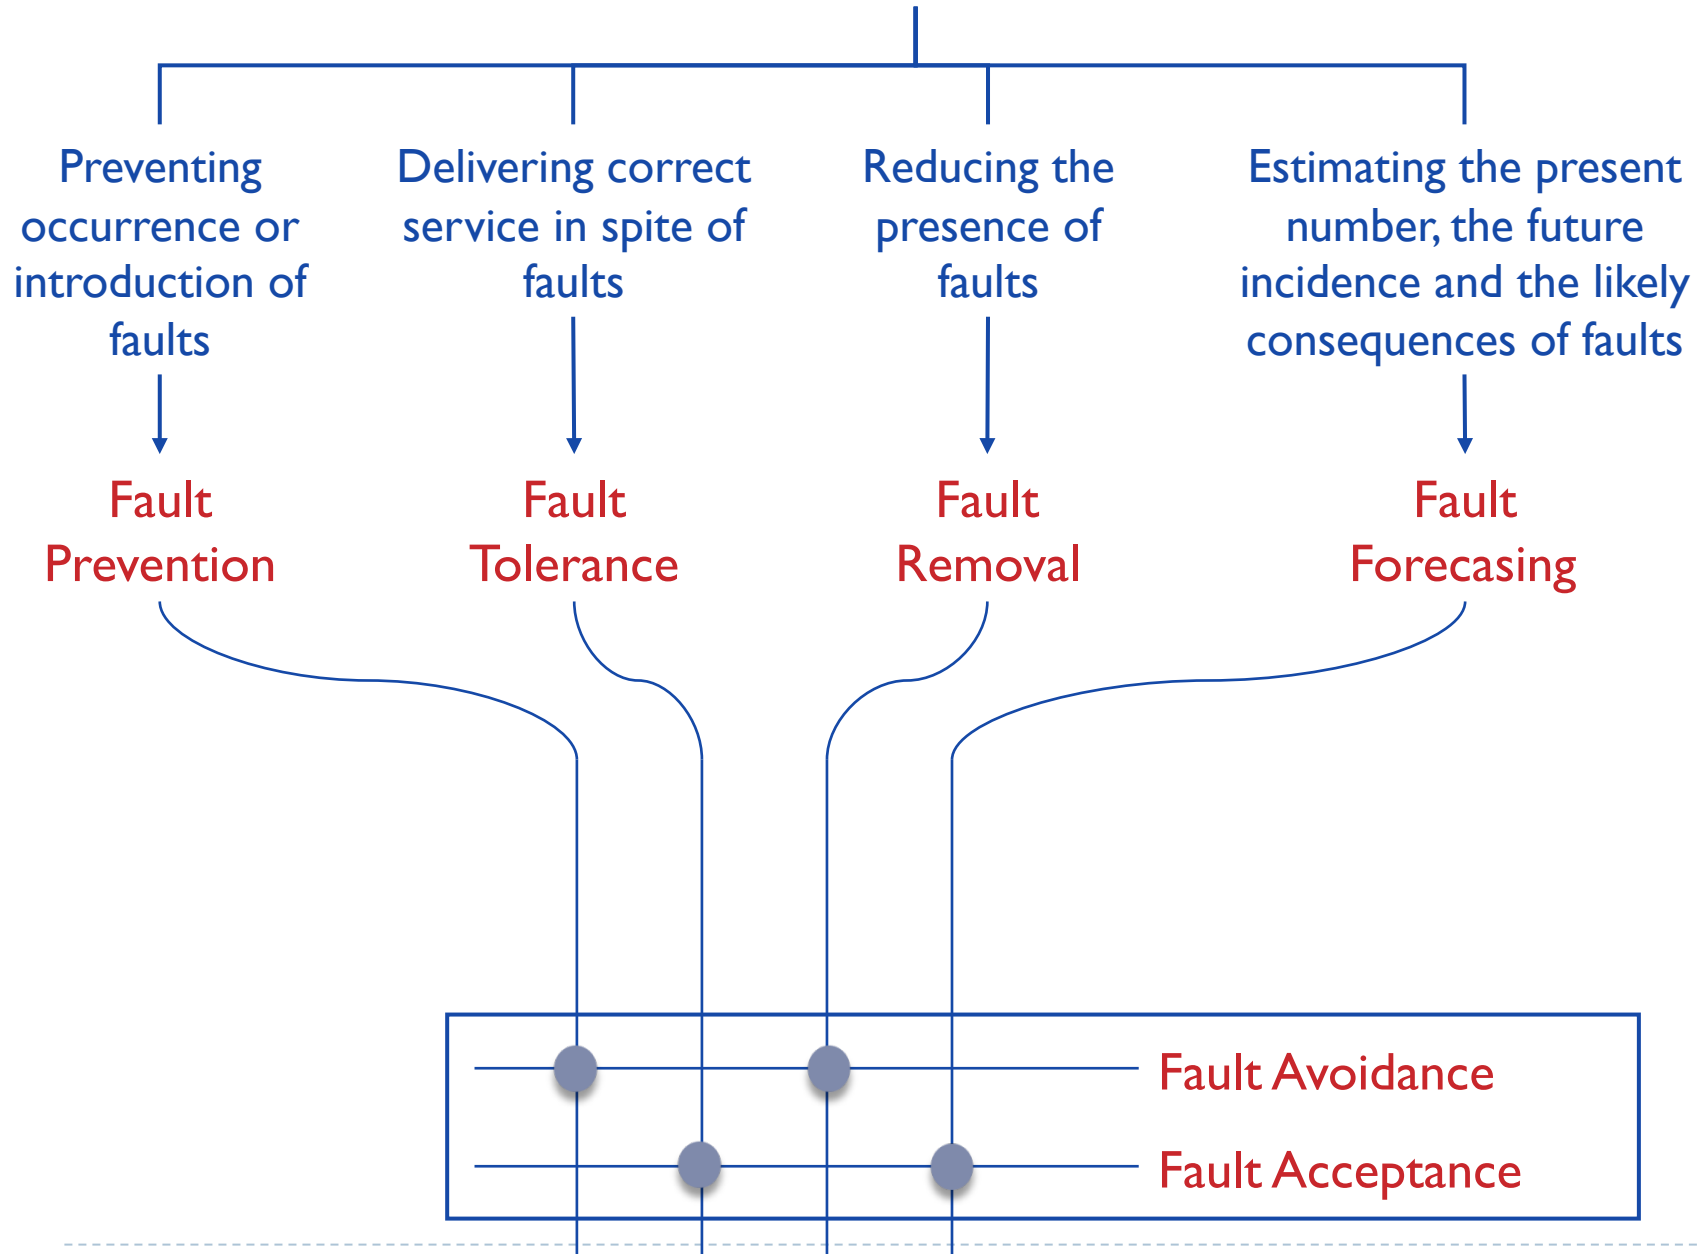 Preventing
occurrence or
introduction of
faults
Delivering correct
service in spite of
faults
Reducing the
presence of
faults
Estimating the present
number, the future
incidence and the likely
consequences of faults
Fault
Prevention
Fault
Tolerance
Fault
Removal
Fault
Forecasing
Fault Avoidance
Fault Acceptance